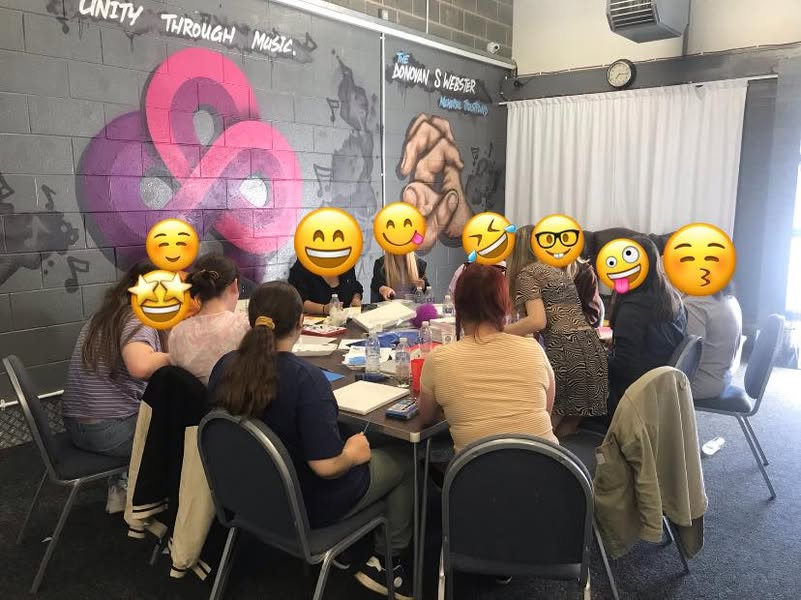 UNITY THROUGH MUSIC.
THE
DONOVAN S WEBSTER